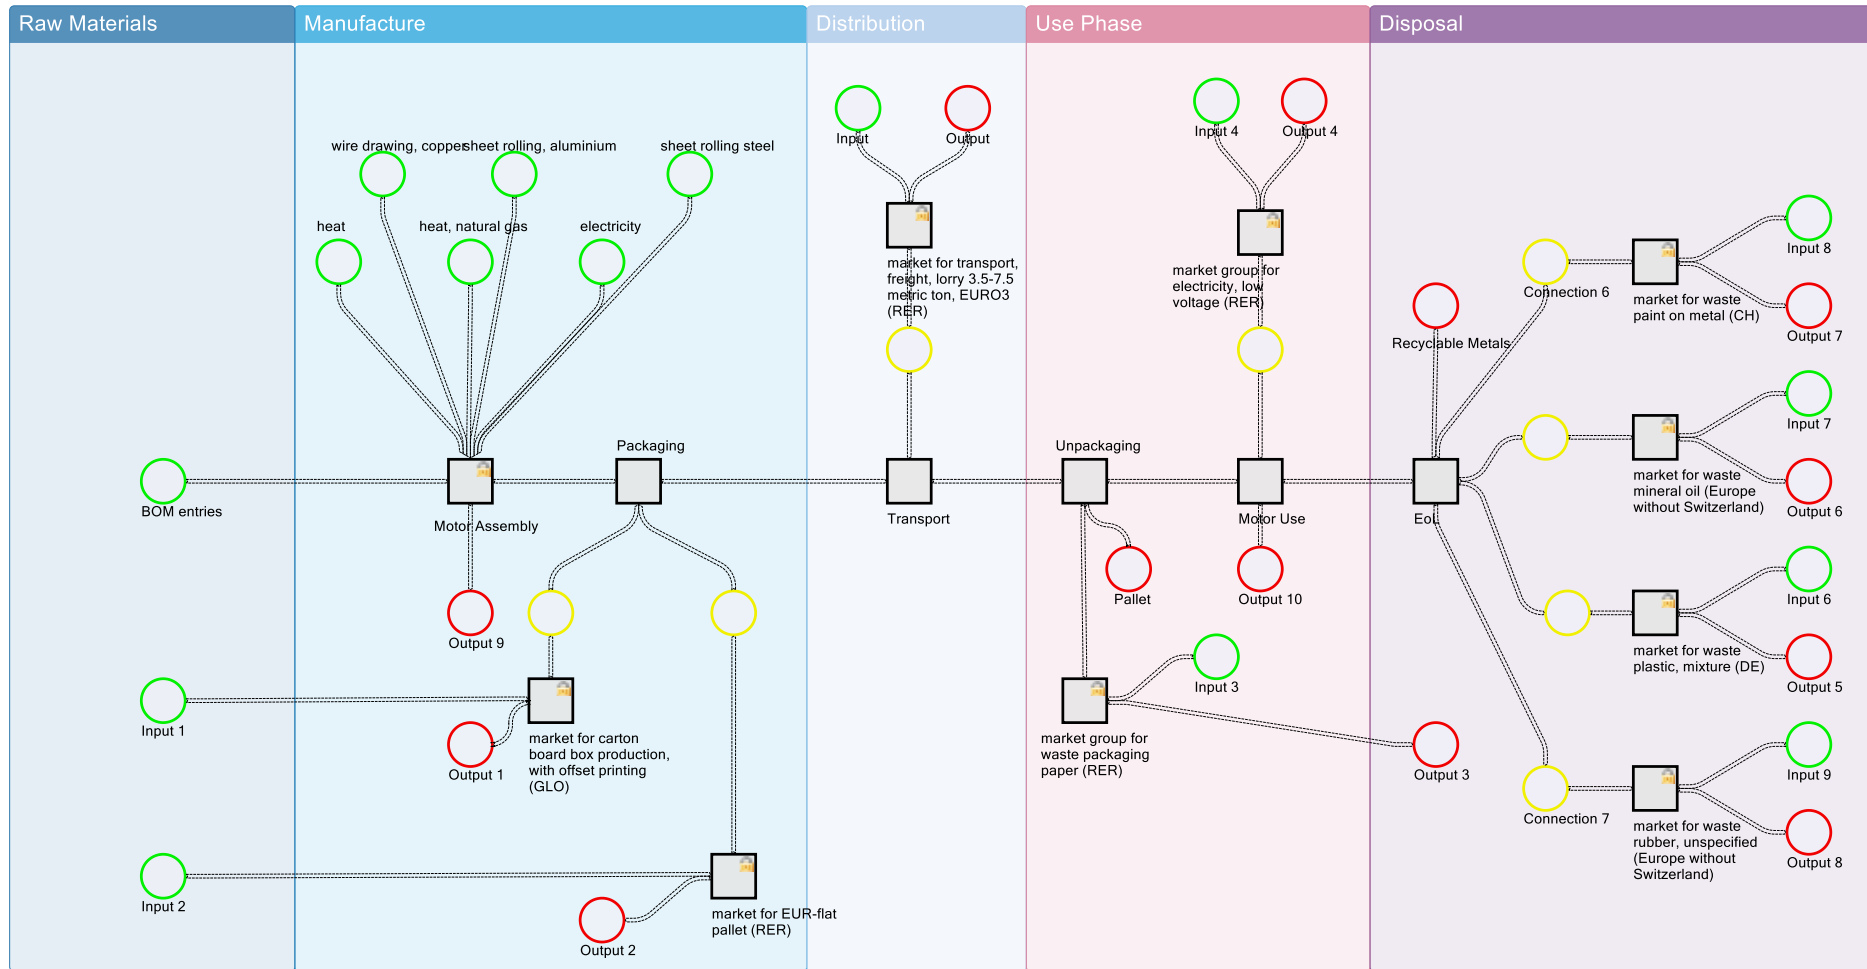 Raw Materials
Manufacture
Distribution
Use Phase
Disposal
wire drawing, copper
sheet rolling, aluminium
sheet rolling steel
heat
heat, natural gas
electricity
Input
Output
Input 4
Output 4
market for transport,
freight, lorry 3.5-7.5
metric ton, EURO3
(RER)
market group for
electricity, low
voltage (RER)
Input 8
Connection 6
market for waste
paint on metal (CH)
Output 7
Recyclable Metals
Input 7
Packaging
Unpackaging
market for waste
mineral oil (Europe
without Switzerland)
Output 6
BOM entries
Motor Assembly
Transport
Motor Use
EoL
Pallet
Output 10
Input 6
Output 9
market for waste
plastic, mixture (DE)
Output 5
Input 3
Input 1
Output 1
market for carton
board box production,
with offset printing
(GLO)
market group for
waste packaging
paper (RER)
Output 3
Input 9
Connection 7
market for waste
rubber, unspecified
(Europe without
Switzerland)
Output 8
Input 2
Output 2
market for EUR-flat
pallet (RER)